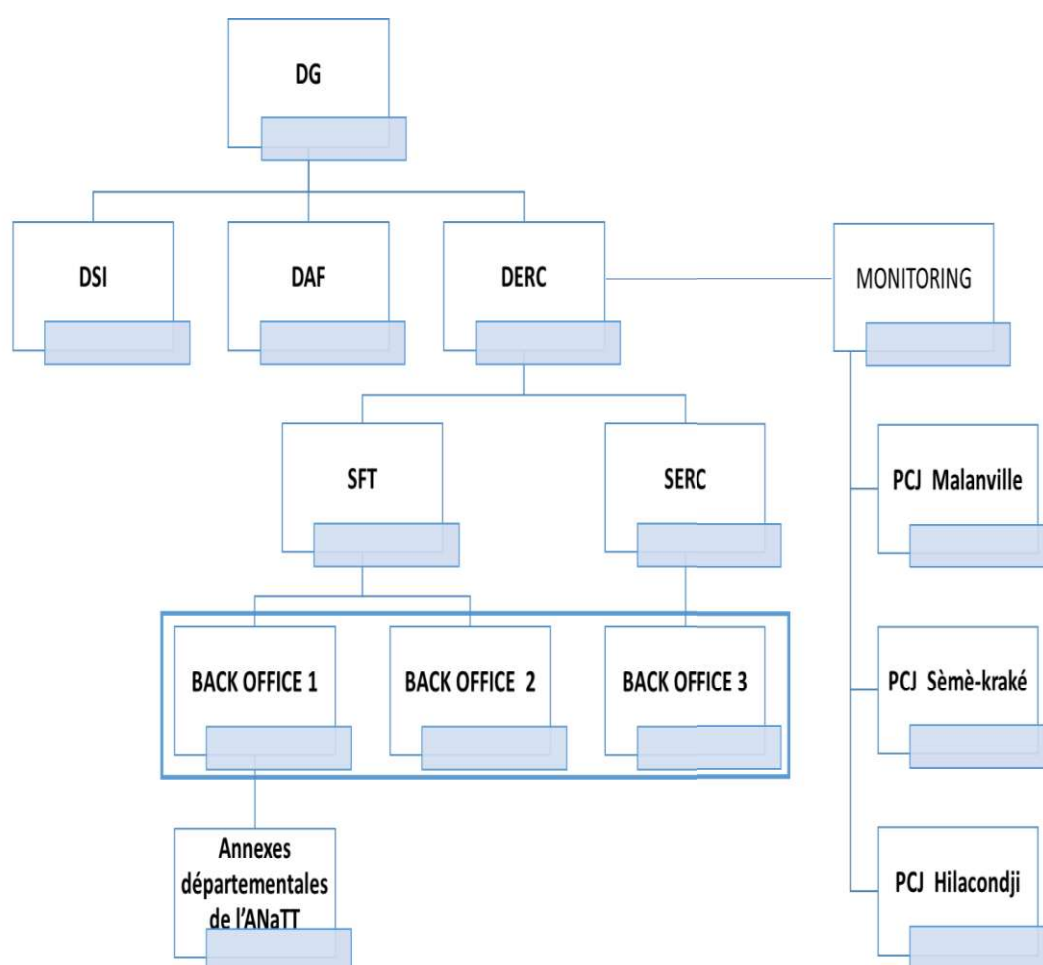 DG
DSI
DAF
DERC
MONITORING
SFT
SERC
PCJ Malanville
BACK OFFICE 1
BACK OFFICE 2
BACK OFFICE 3
PCJ Sèmè-kraké
Annexes
départementales
de l'ANaTT
PCJ Hilacondji